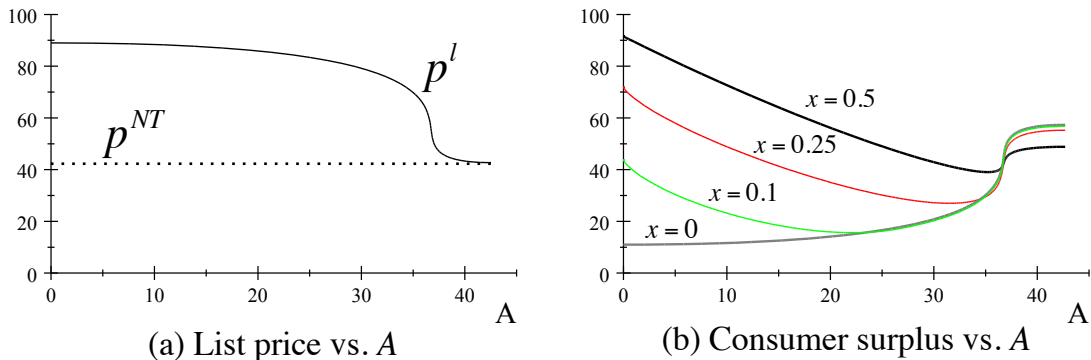 100
80
60
40
20
0
p^l
p^{NT}
0
10
20
30
40
A
(a) List price vs. A
100
80
60
40
20
0
x = 0.5
x = 0.25
x = 0.1
x = 0
0
10
20
30
40
A
(b) Consumer surplus vs. A